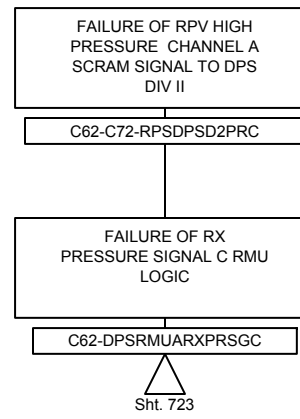 FAILURE OF RPV HIGH
PRESSURE CHANNEL A
SCRAM SIGNAL TO DPS
DIV II
C62-C72-RPSDPSD2PRC
FAILURE OF RX
PRESSURE SIGNAL C RMU
LOGIC
C62-DPSRMUARXPRSGC
Sht. 723